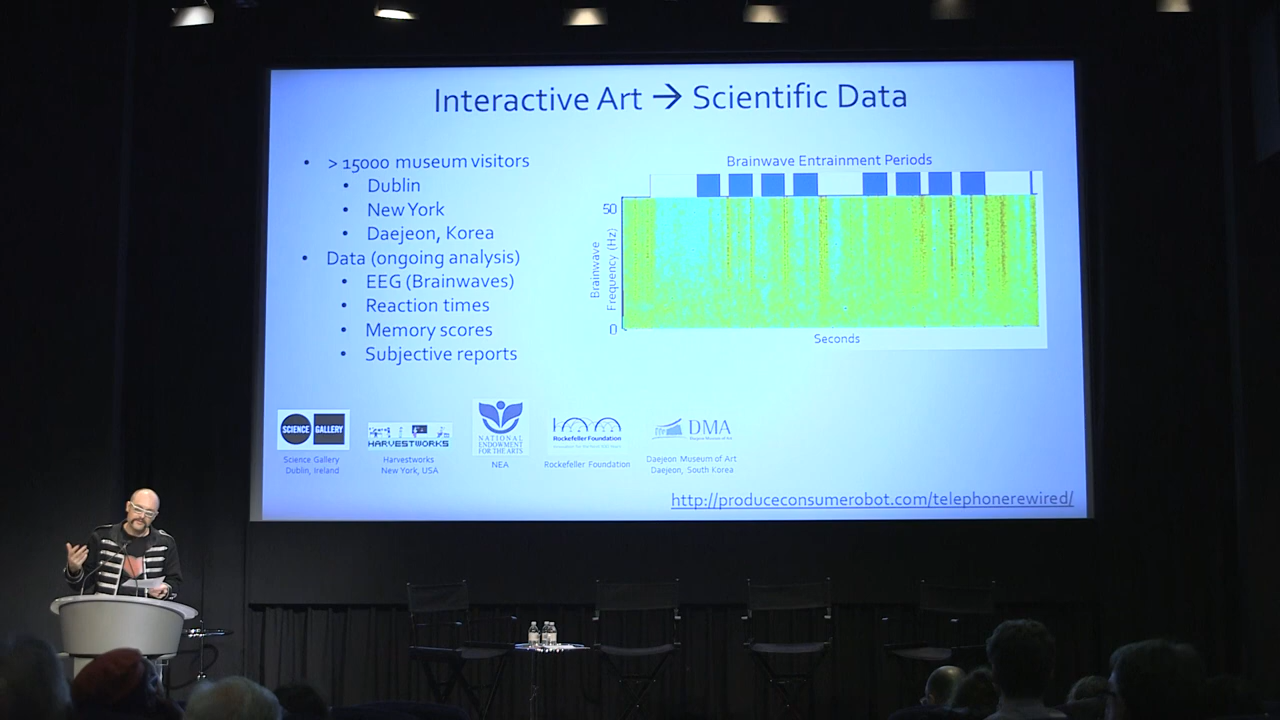 Interactive Art → Scientific Data
• > 15000 museum visitors
• Dublin
• New York
• Daejeon, Korea
• Data (ongoing analysis)
• EEG (Brainwaves)
• Reaction times
• Memory scores
• Subjective reports
Brainwave Entrainment Periods
50
Brainwave
Frequency (Hz)
0
Seconds
SCIENCE GALLERY
Science Gallery
Dublin, Ireland
HARVESTWORKS
Harvestworks
New York, USA
NATIONAL
ENDOWMENT
FOR THE ARTS
NEA
Rockefeller Foundation
Rockefeller Foundation
DMA
Daejeon Museum of Art
Daejeon, South Korea
http://produceconsumerobot.com/telephonerewired/